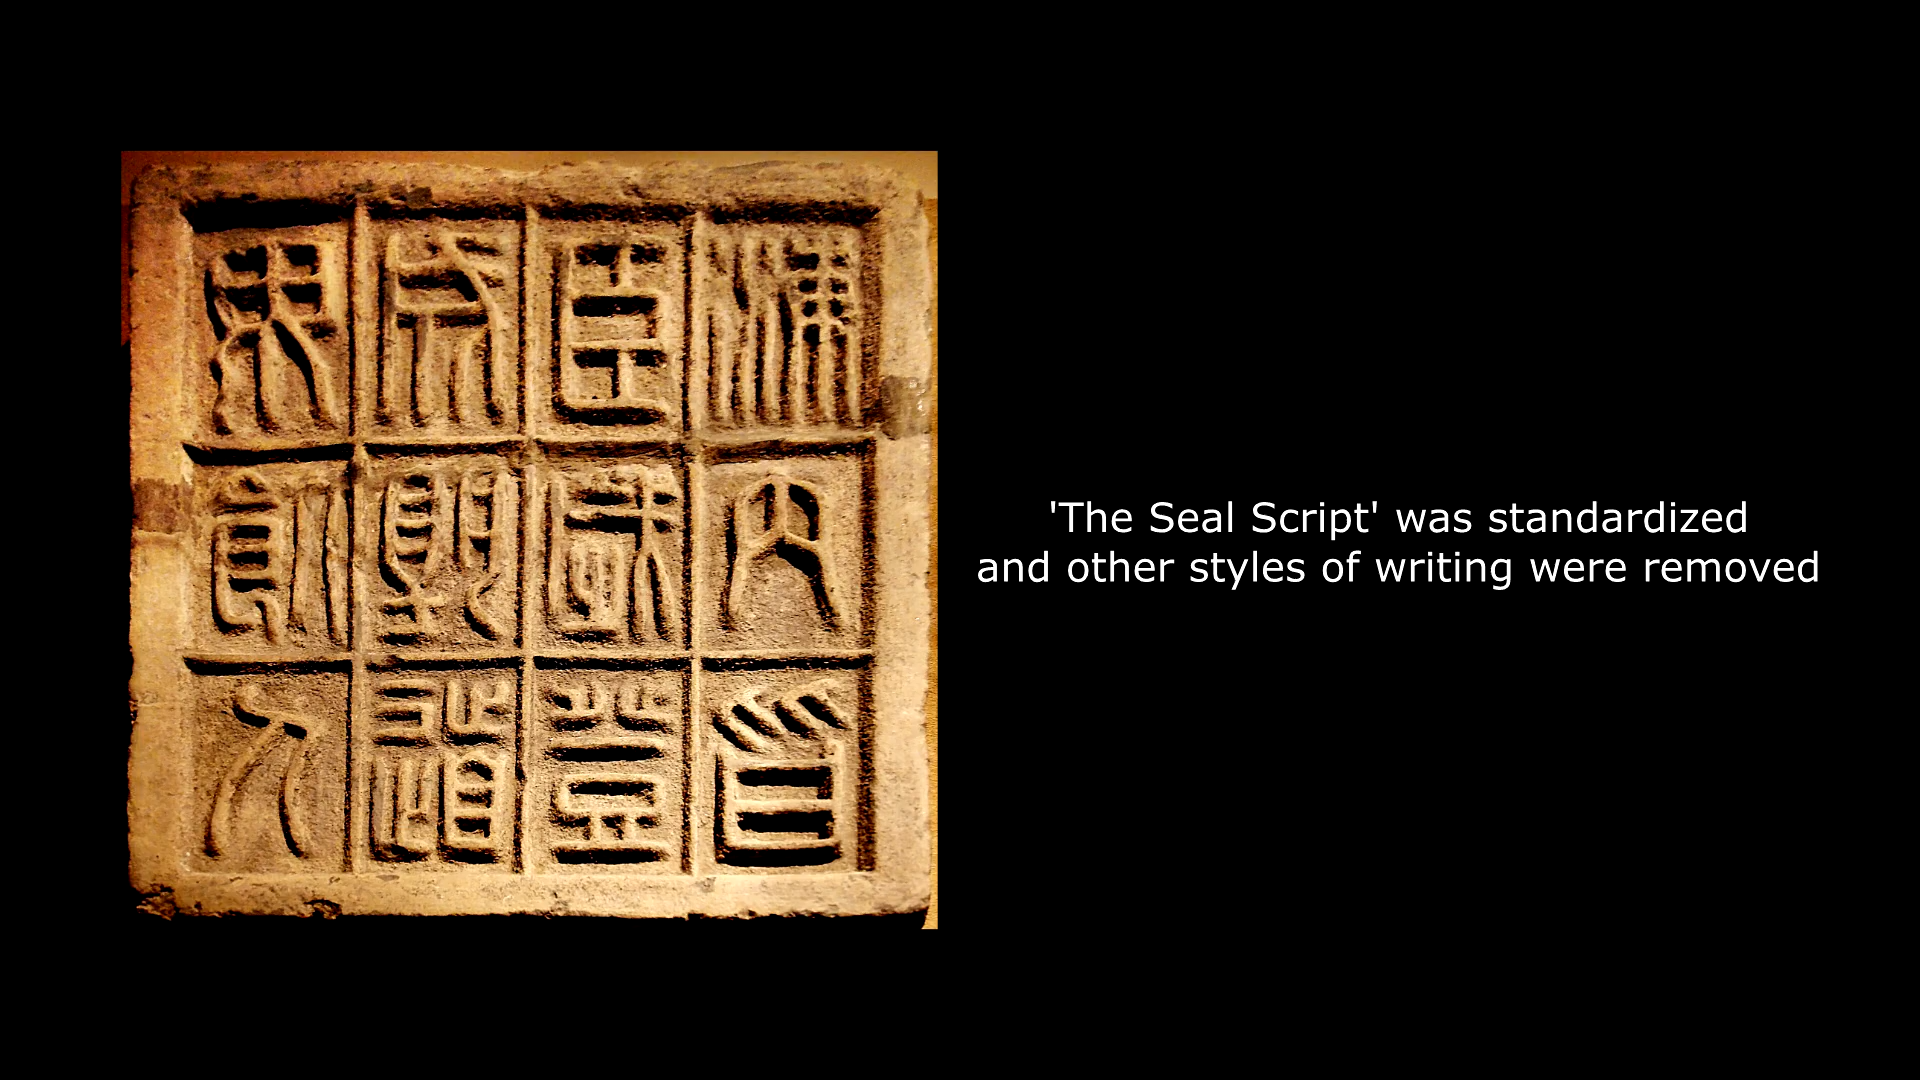 海内皆
臣歲登
成孰道
毋飢人
'The Seal Script' was standardized
and other styles of writing were removed